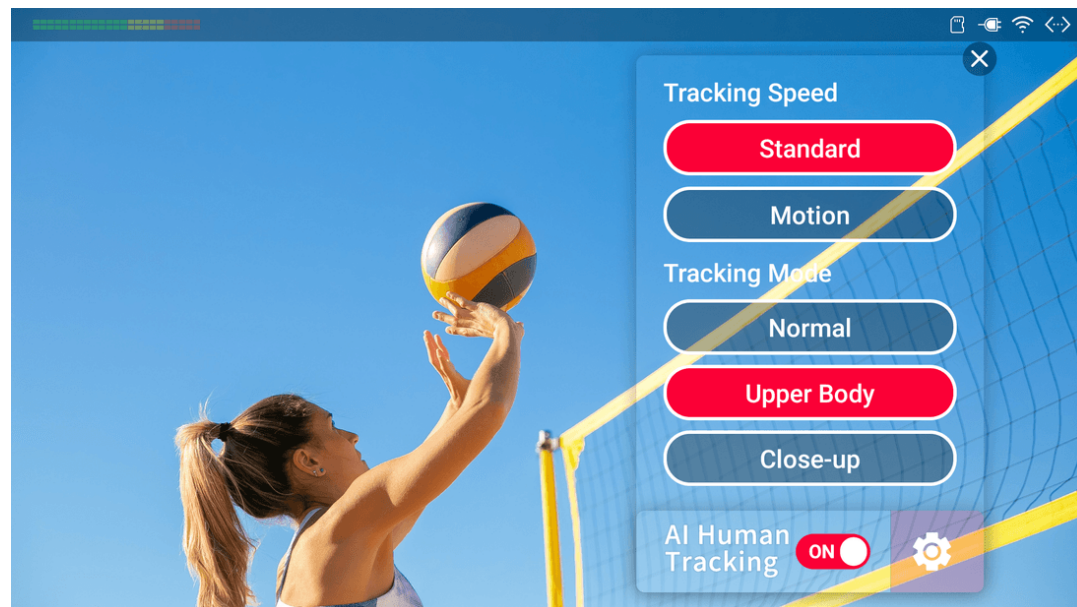 Tracking Speed
Standard
Motion
Tracking Mode
Normal
Upper Body
Close-up
AI Human
Tracking
ON